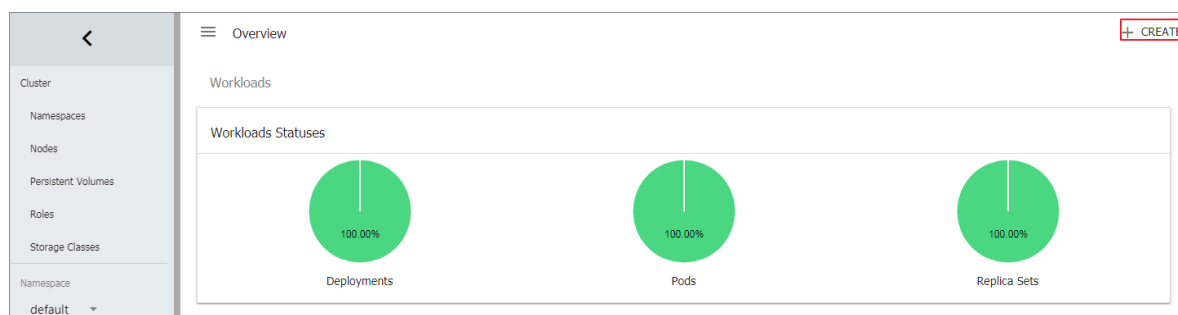 Overview
+ CREATE
Cluster
Namespaces
Nodes
Persistent Volumes
Roles
Storage Classes
Namespace
default
Workloads
Workloads Statuses
100.00%
100.00%
100.00%
Deployments
Pods
Replica Sets